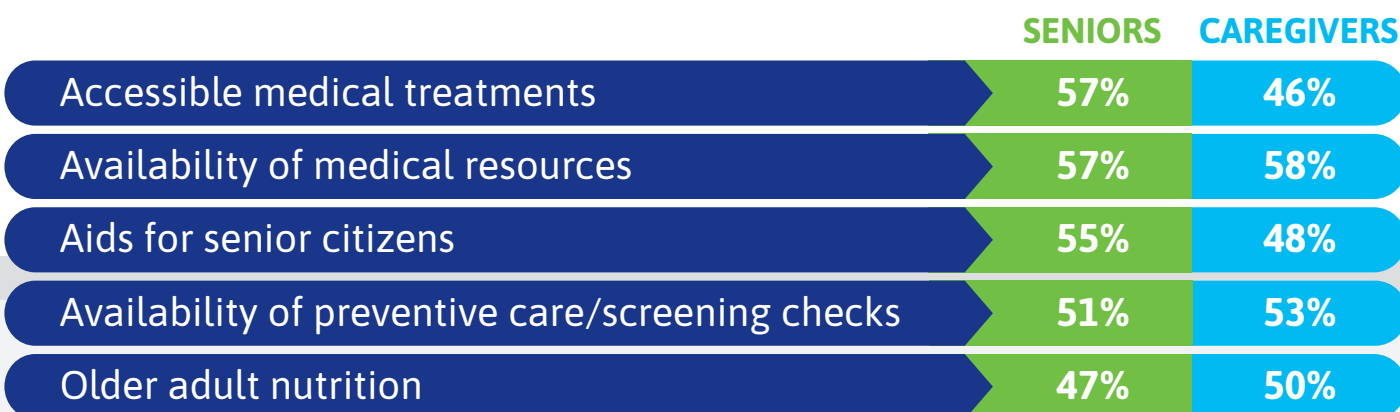 SENIORS CAREGIVERS
Accessible medical treatments 57% 46%
Availability of medical resources 57% 58%
Aids for senior citizens 55% 48%
Availability of preventive care/screening checks 51% 53%
Older adult nutrition 47% 50%